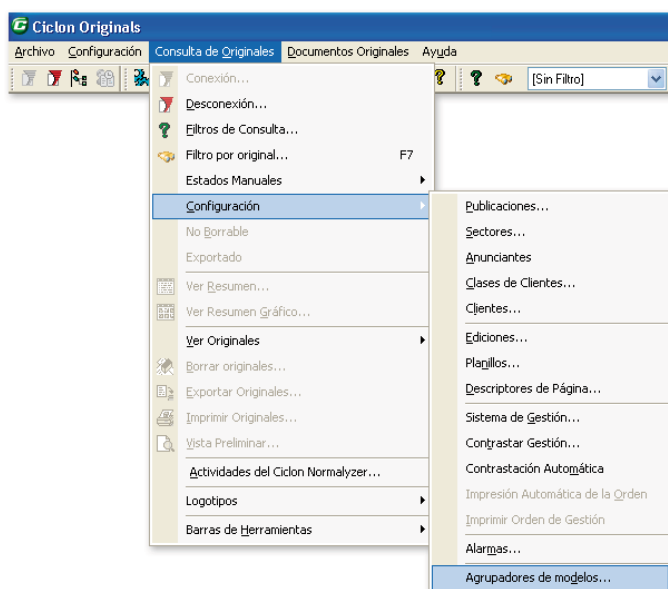 Ciclon Originals
Archivo Configuración Consulta de Originales Documentos Originales Ayuda
[Sin Filtro]
Conexión...
Desconexión...
Filtros de Consulta...
Filtro por original... F7
Estados Manuales
Configuración
No Borrable
Exportado
Ver Resumen...
Ver Resumen Gráfico...
Ver Originales
Borrar originales...
Exportar Originales...
Imprimir Originales...
Vista Preliminar...
Actividades del Ciclon Normalyzer...
Logotipos
Barras de Herramientas
Publicaciones...
Sectores...
Anunciantes
Clases de Clientes...
Clientes...
Ediciones...
Planillos...
Descriptores de Página...
Sistema de Gestión...
Contrastar Gestión...
Contrastación Automática
Impresión Automática de la Orden
Imprimir Orden de Gestión
Alarmas...
Agrupadores de modelos...